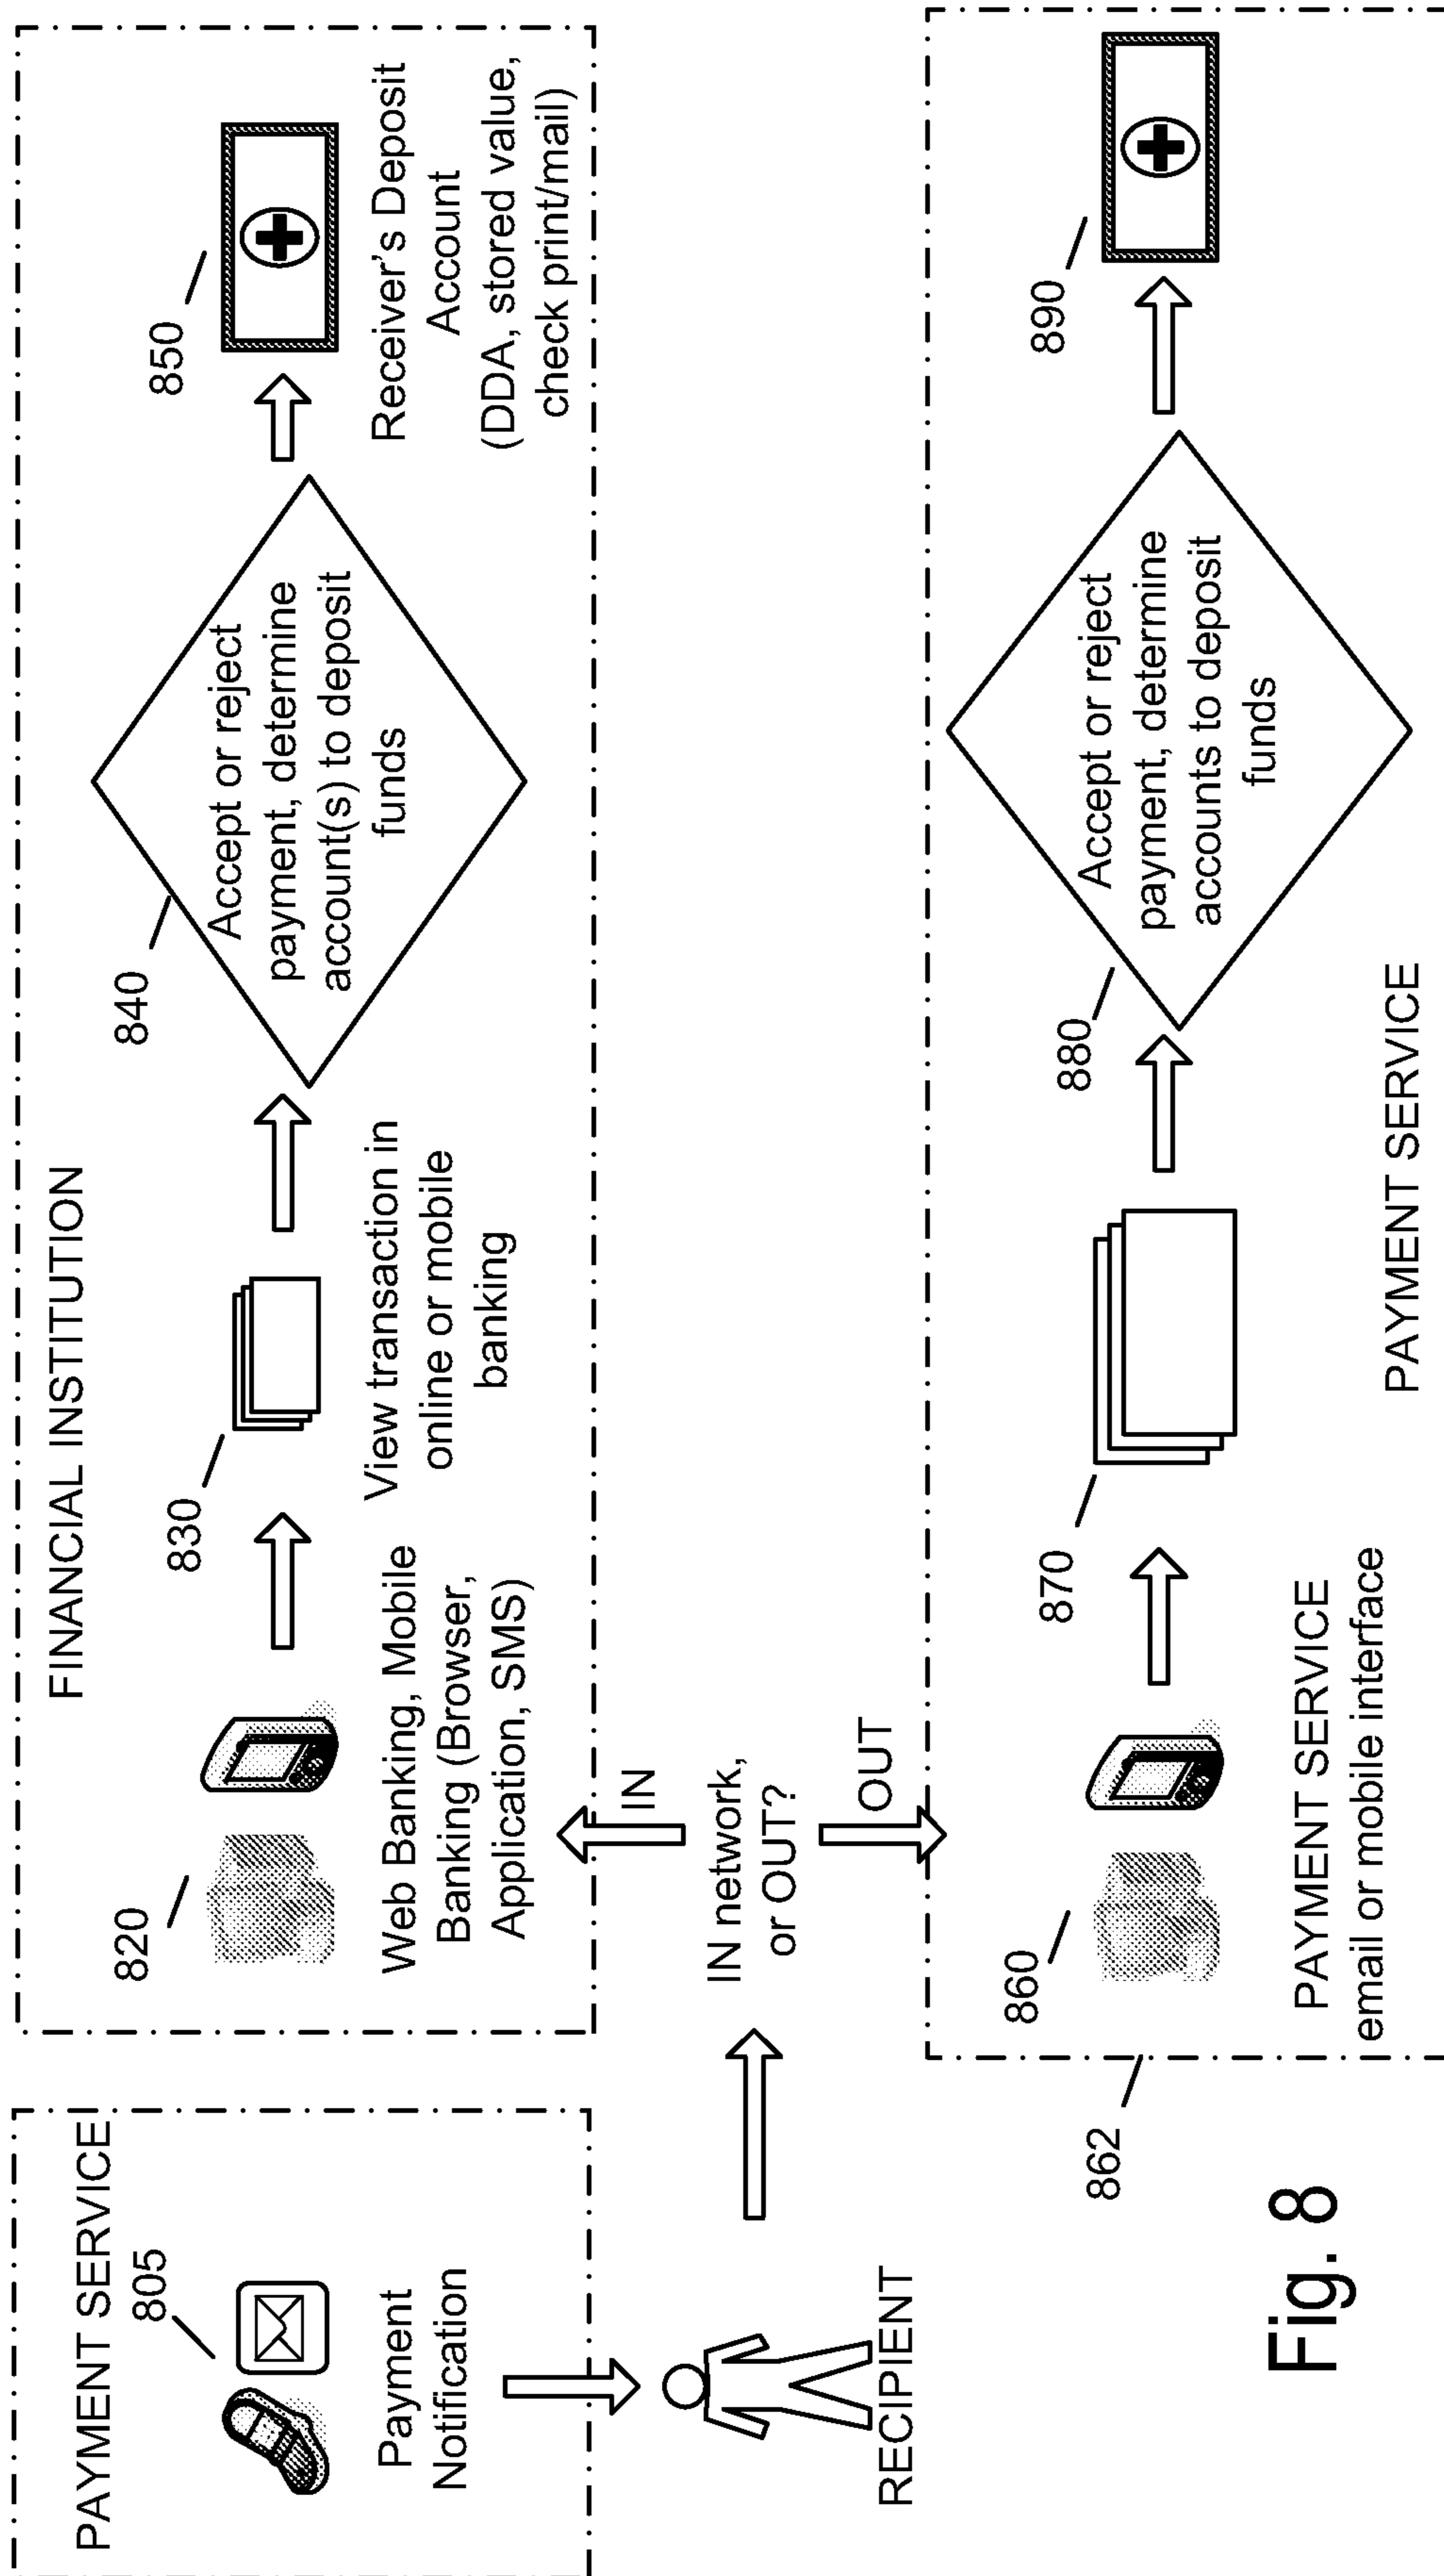 PAYMENT SERVICE
805
Payment
Notification
RECIPIENT
FINANCIAL INSTITUTION
820
Web Banking, Mobile
Banking (Browser,
Application, SMS)
830
View transaction in
online or mobile
banking
840
Accept or reject
payment, determine
account(s) to deposit
funds
850
Receiver's Deposit
Account
(DDA, stored value,
check print/mail)
IN
IN network,
or OUT?
OUT
862
860
PAYMENT SERVICE
email or mobile interface
870
880
Accept or reject
payment, determine
accounts to deposit
funds
890
PAYMENT SERVICE
Fig. 8